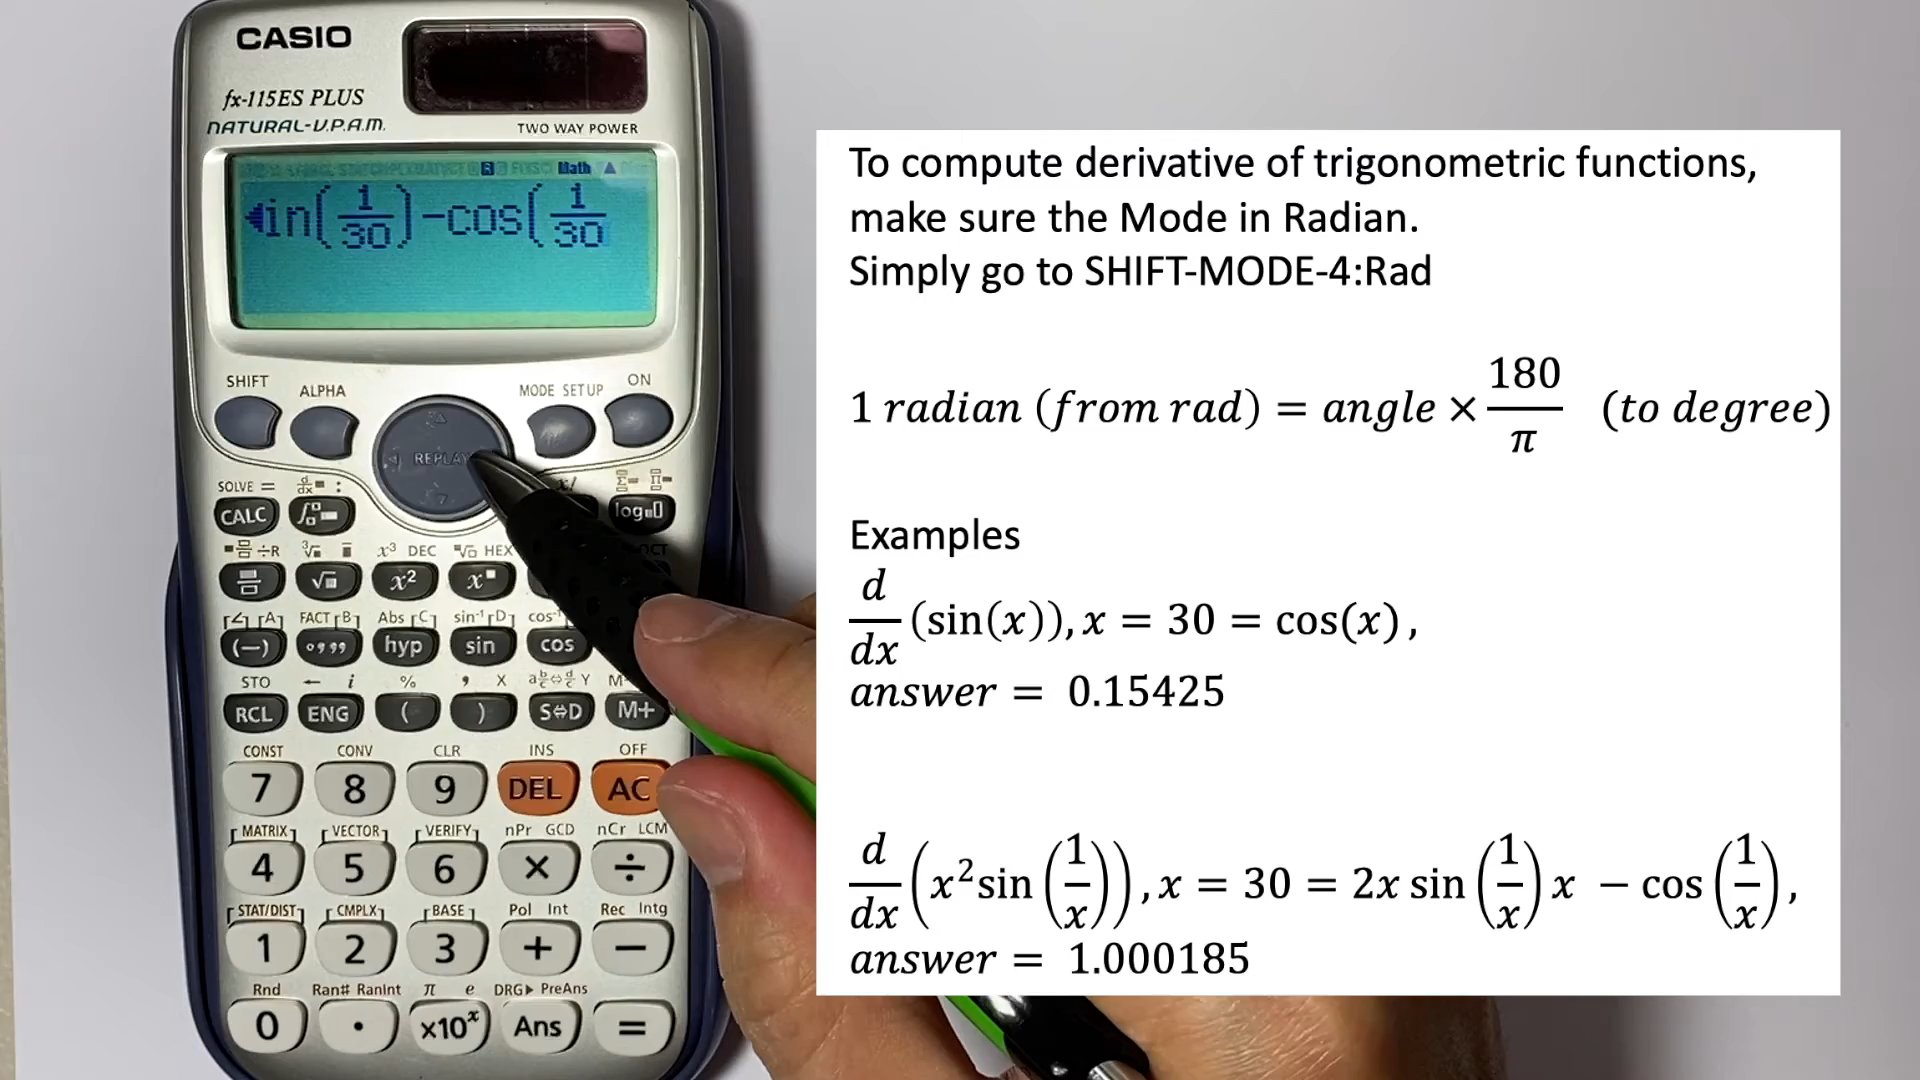 CASIO
fx-115ES PLUS
NATURAL-V.P.A.M.
TWO WAY POWER
R Math ▲
◀in(1/30)-cos(1/30
SHIFT
ALPHA
MODE SETUP
ON
REPLAY
SOLVE = d/dx :
Σ= Π=
CALC
log
÷R
x³ DEC
HEX
OCT
x²
[∠] [A]
FACT [B]
Abs [C]
sin⁻¹ [D]
cos⁻¹
(−)
hyp
sin
cos
STO
← i
%
, X
a b/c⇔d/c Y
RCL
ENG
(
)
S⇔D
M+
CONST
CONV
CLR
INS
OFF
7
8
9
DEL
AC
[MATRIX]
[VECTOR]
[VERIFY]
nPr GCD
nCr LCM
4
5
6
×
÷
[STAT/DIST]
[CMPLX]
[BASE]
Pol Int
Rec Intg
1
2
3
+
−
Rnd
Ran# RanInt
π e
DRG▶ PreAns
0
•
×10ˣ
Ans
=
To compute derivative of trigonometric functions,
make sure the Mode in Radian.
Simply go to SHIFT-MODE-4:Rad
1 radian (from rad) = angle × 180/π (to degree)
Examples
d/dx (sin(x)), x = 30 = cos(x) ,
answer = 0.15425
d/dx (x²sin(1/x)), x = 30 = 2x sin(1/x) x − cos(1/x),
answer = 1.000185